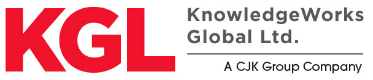 KGL
KnowledgeWorks
Global Ltd.
A CJK Group Company